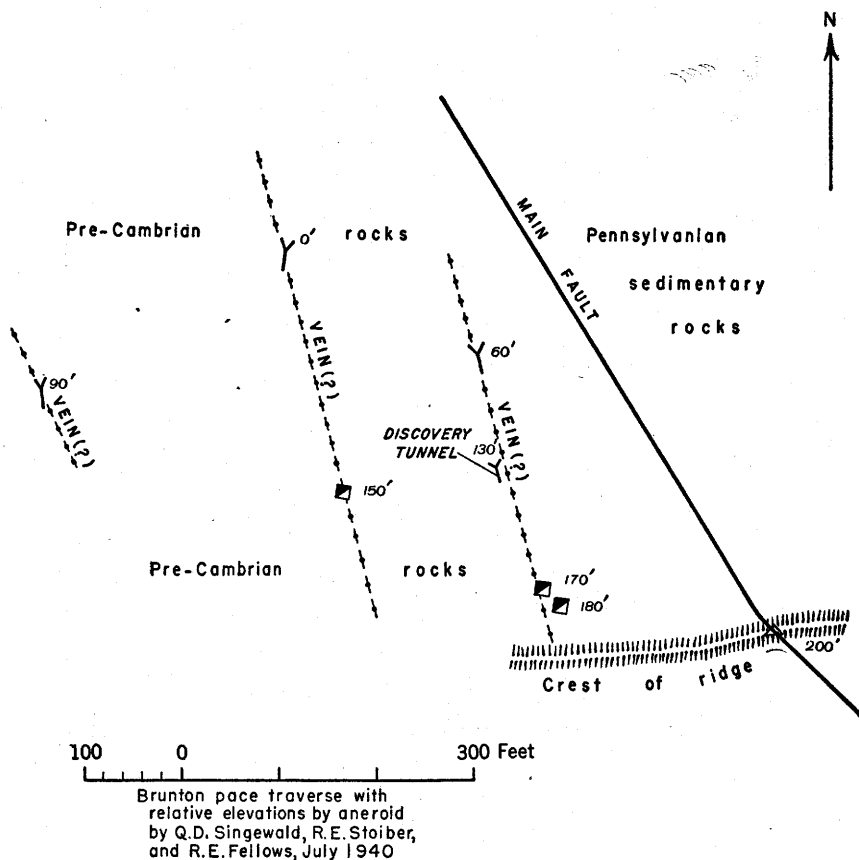 N
MAIN FAULT
Pre-Cambrian rocks
Pennsylvanian
sedimentary
rocks
0'
VEIN(?)
60'
90'
VEIN(?)
VEIN(?)
DISCOVERY
TUNNEL
130'
150'
Pre-Cambrian rocks
170'
180'
200'
Crest of ridge
100 0 300 Feet
Brunton pace traverse with
relative elevations by aneroid
by Q.D. Singewald, R.E. Stoiber,
and R.E. Fellows, July 1940